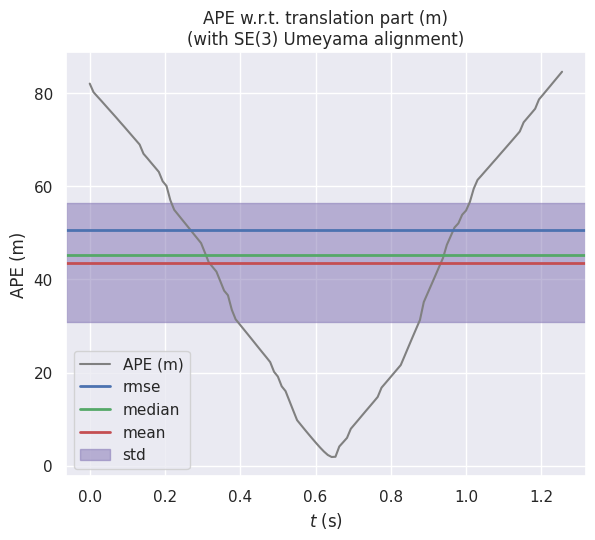 APE w.r.t. translation part (m)
(with SE(3) Umeyama alignment)
APE (m)
80
60
40
20
0
APE (m)
rmse
median
mean
std
0.0 0.2 0.4 0.6 0.8 1.0 1.2
t (s)